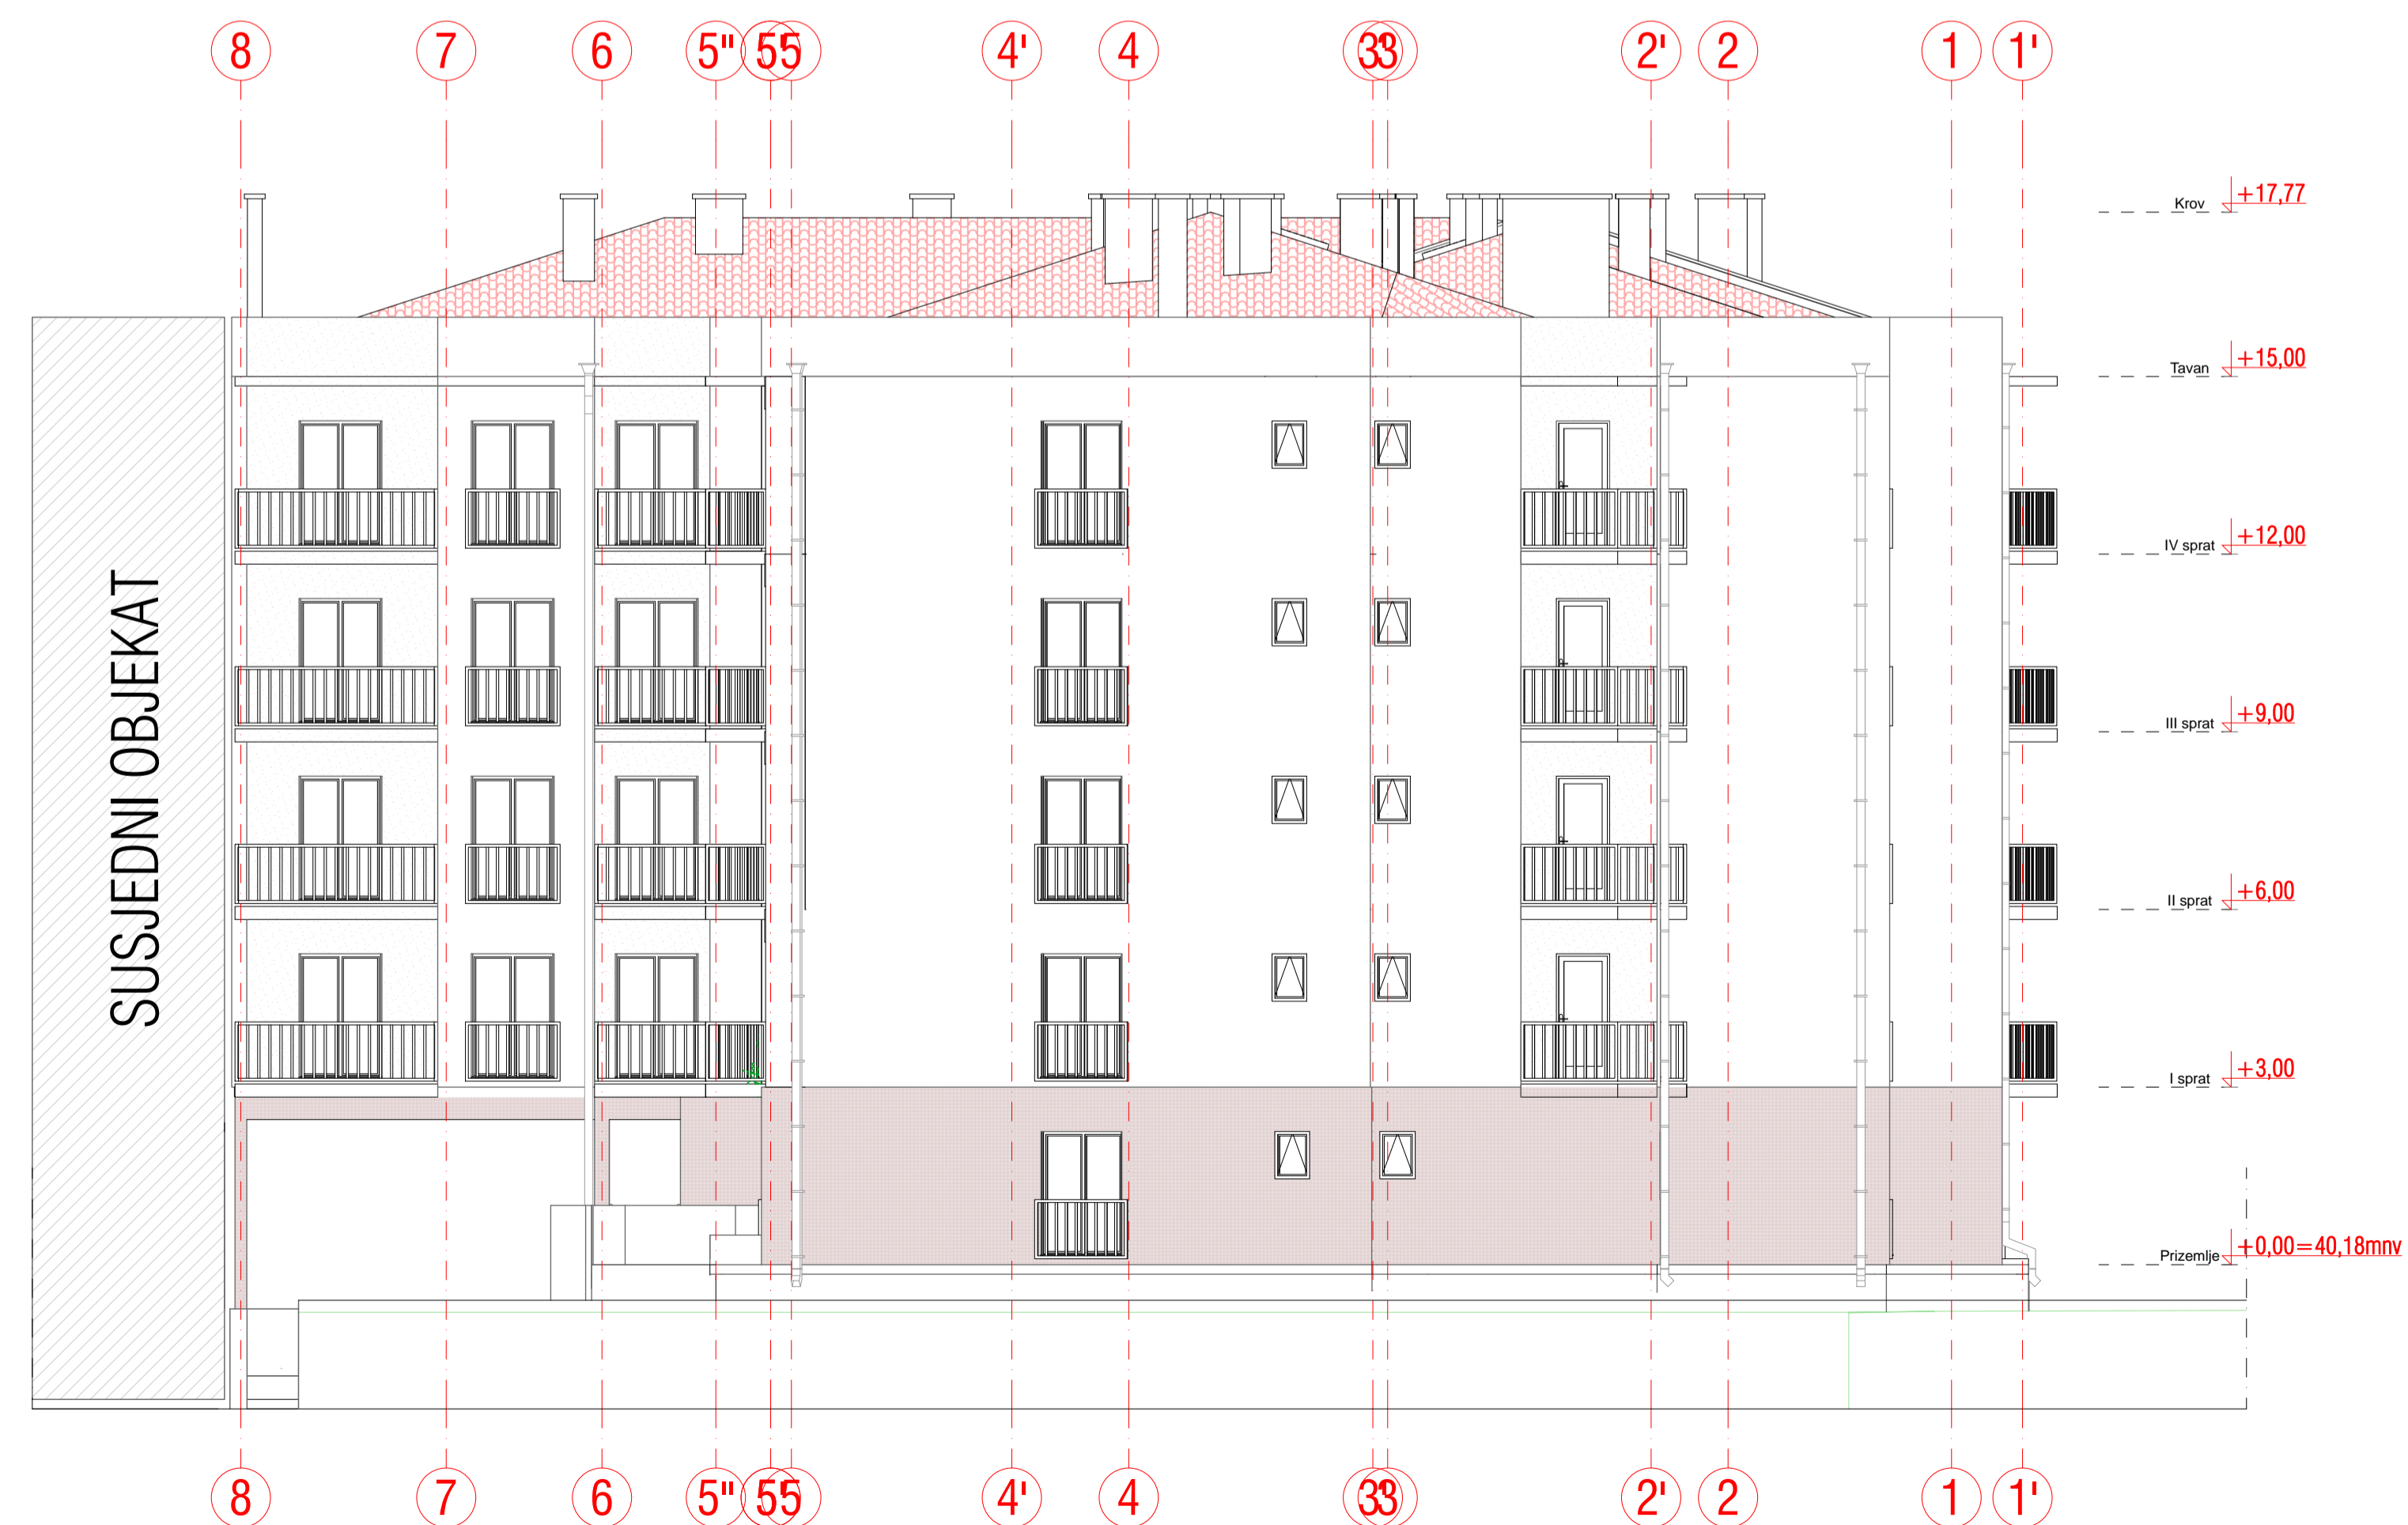 8 7 6 5" 5' 5 4' 4 3' 3 2' 2 1 1'
Krov +17,77
Tavan +15,00
IV sprat +12,00
III sprat +9,00
II sprat +6,00
I sprat +3,00
Prizemlje +0,00=40,18mnv
SUSJEDNI OBJEKAT
8 7 6 5" 5' 5 4' 4 3' 3 2' 2 1 1'